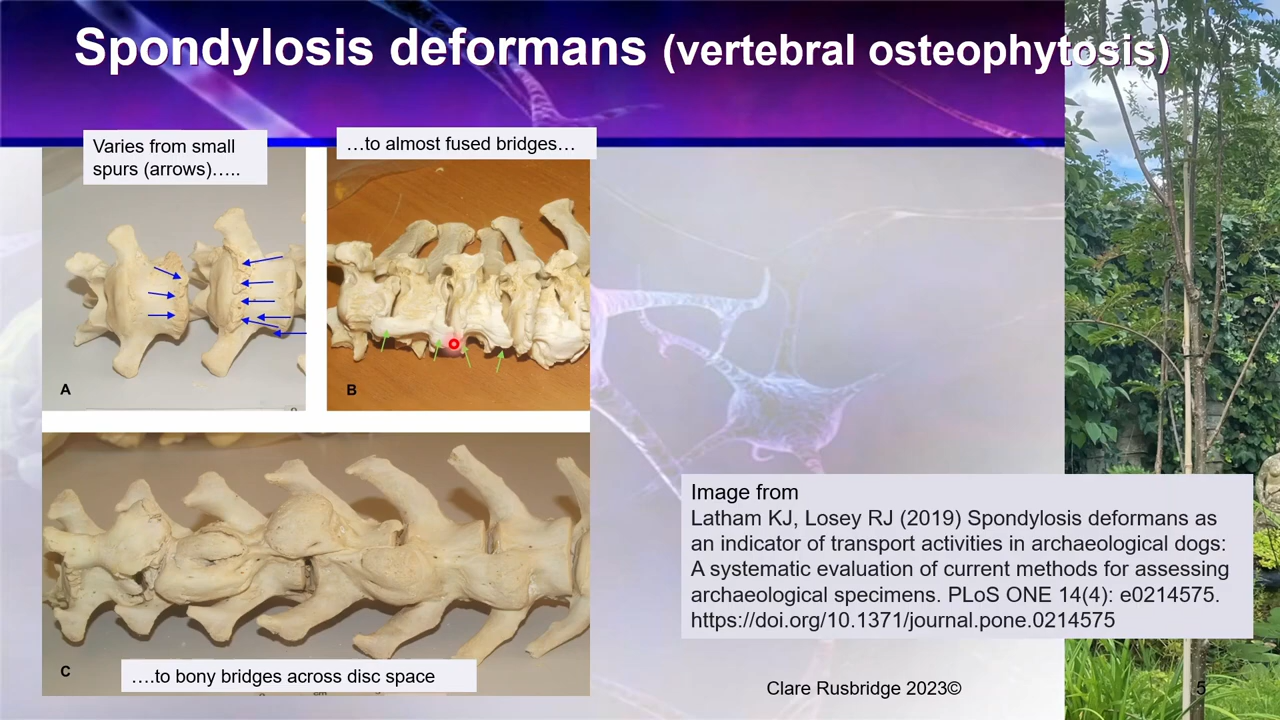 Spondylosis deformans (vertebral osteophytosis)
Varies from small
spurs (arrows)…..
…to almost fused bridges…
A
B
C
….to bony bridges across disc space
Image from
Latham KJ, Losey RJ (2019) Spondylosis deformans as
an indicator of transport activities in archaeological dogs:
A systematic evaluation of current methods for assessing
archaeological specimens. PLoS ONE 14(4): e0214575.
https://doi.org/10.1371/journal.pone.0214575
Clare Rusbridge 2023©
5